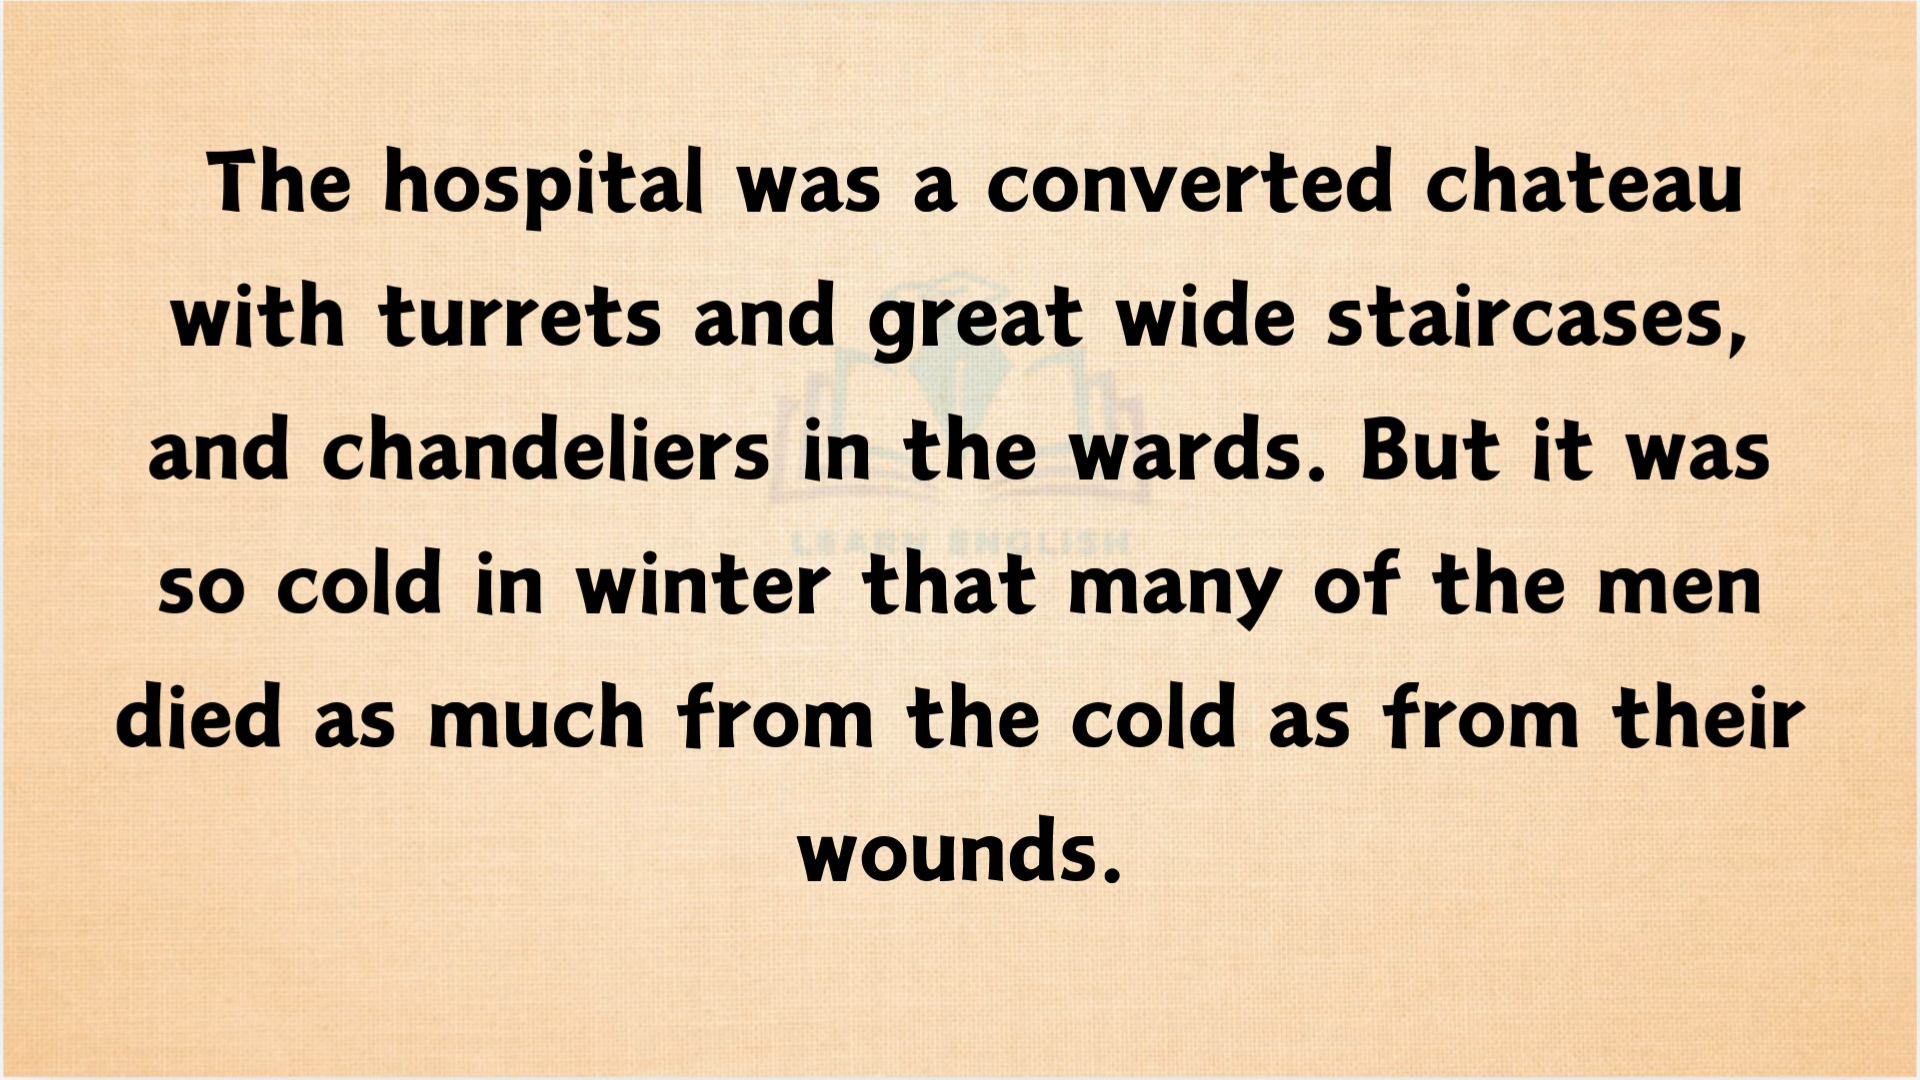 The hospital was a converted chateau
with turrets and great wide staircases,
and chandeliers in the wards. But it was
so cold in winter that many of the men
died as much from the cold as from their
wounds.
LEARN ENGLISH